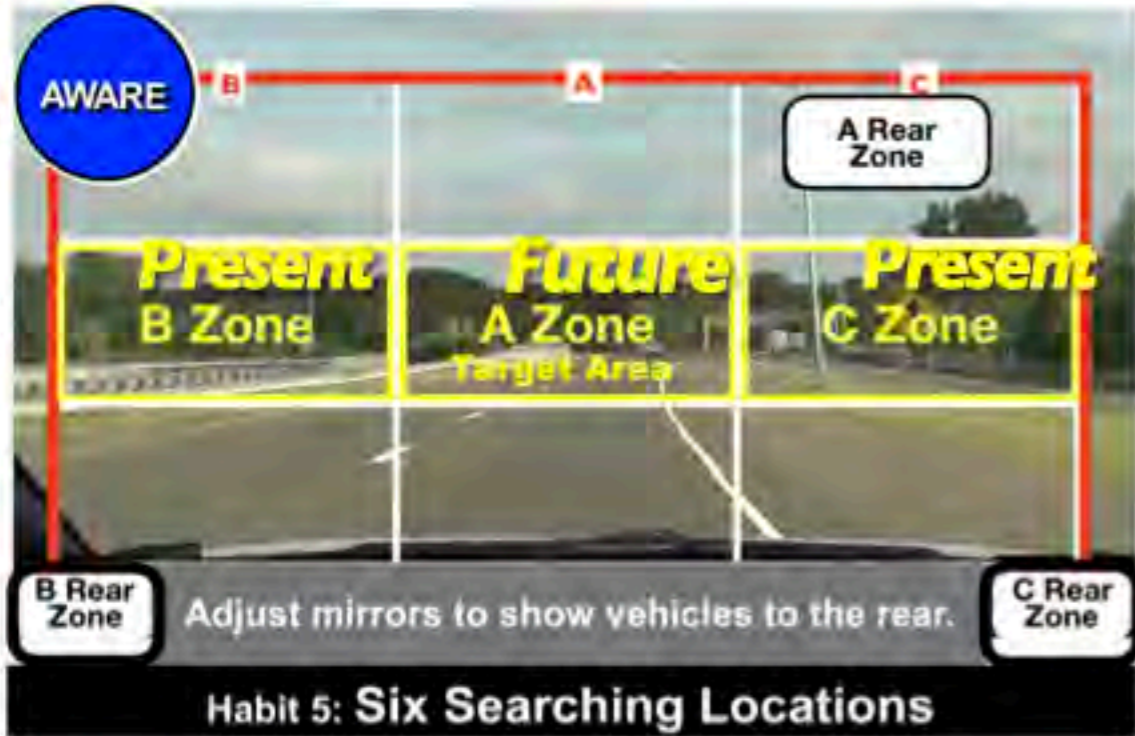 AWARE
B
A
C
A Rear
Zone
Present
Future
Present
B Zone
A Zone
C Zone
Target Area
B Rear
Zone
Adjust mirrors to show vehicles to the rear.
C Rear
Zone
Habit 5: Six Searching Locations